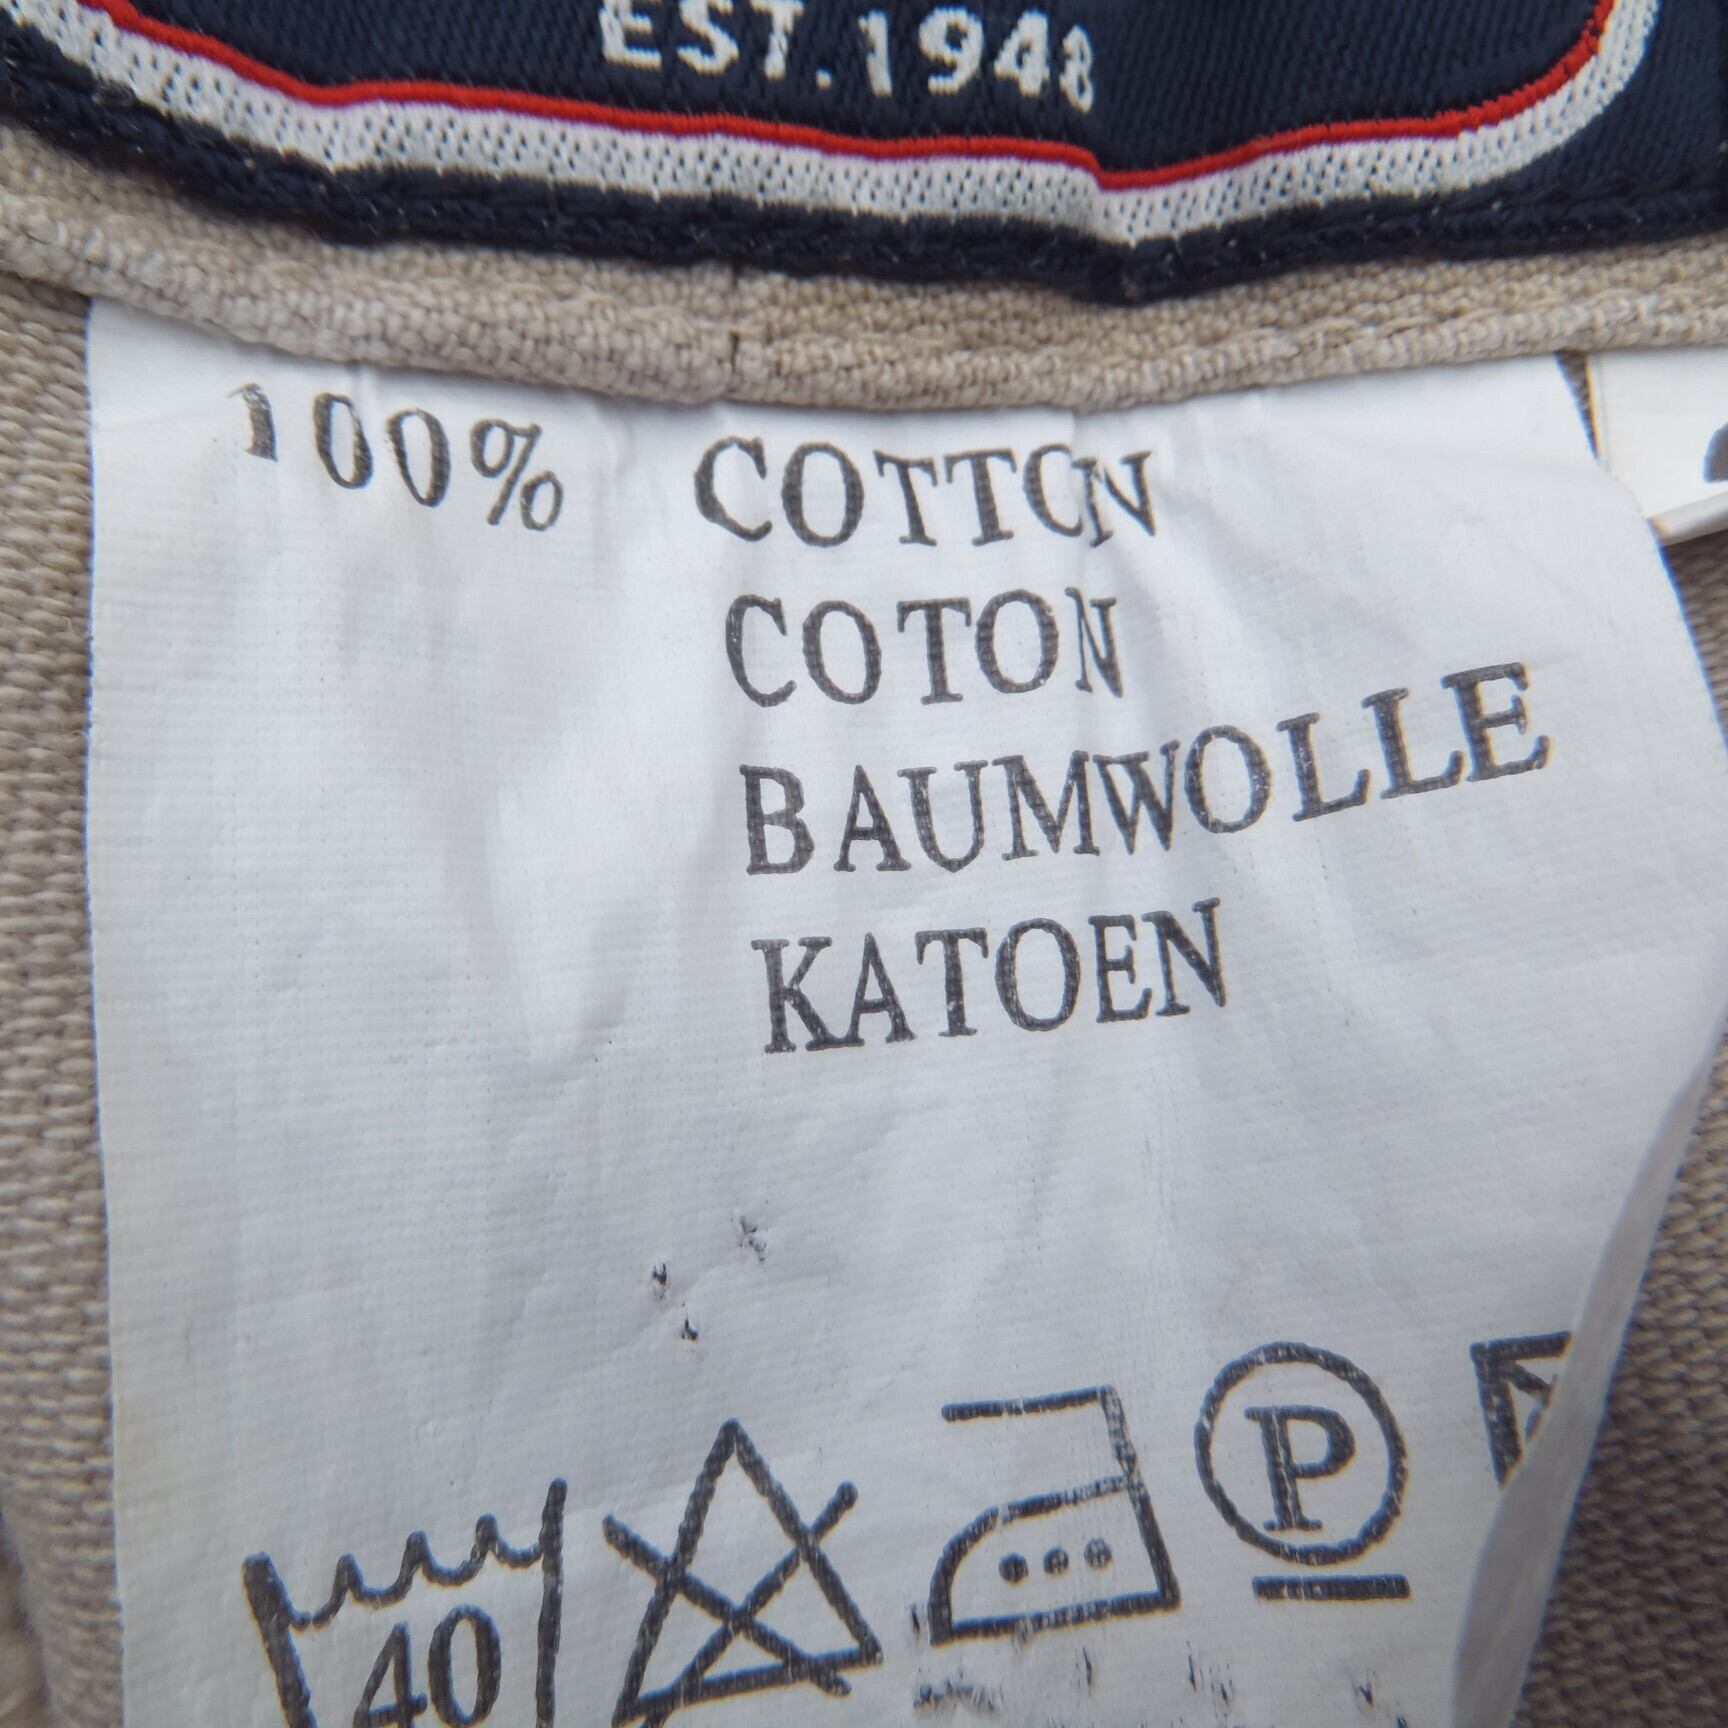 EST.1948
100% COTTON
COTON
BAUMWOLLE
KATOEN
40 P